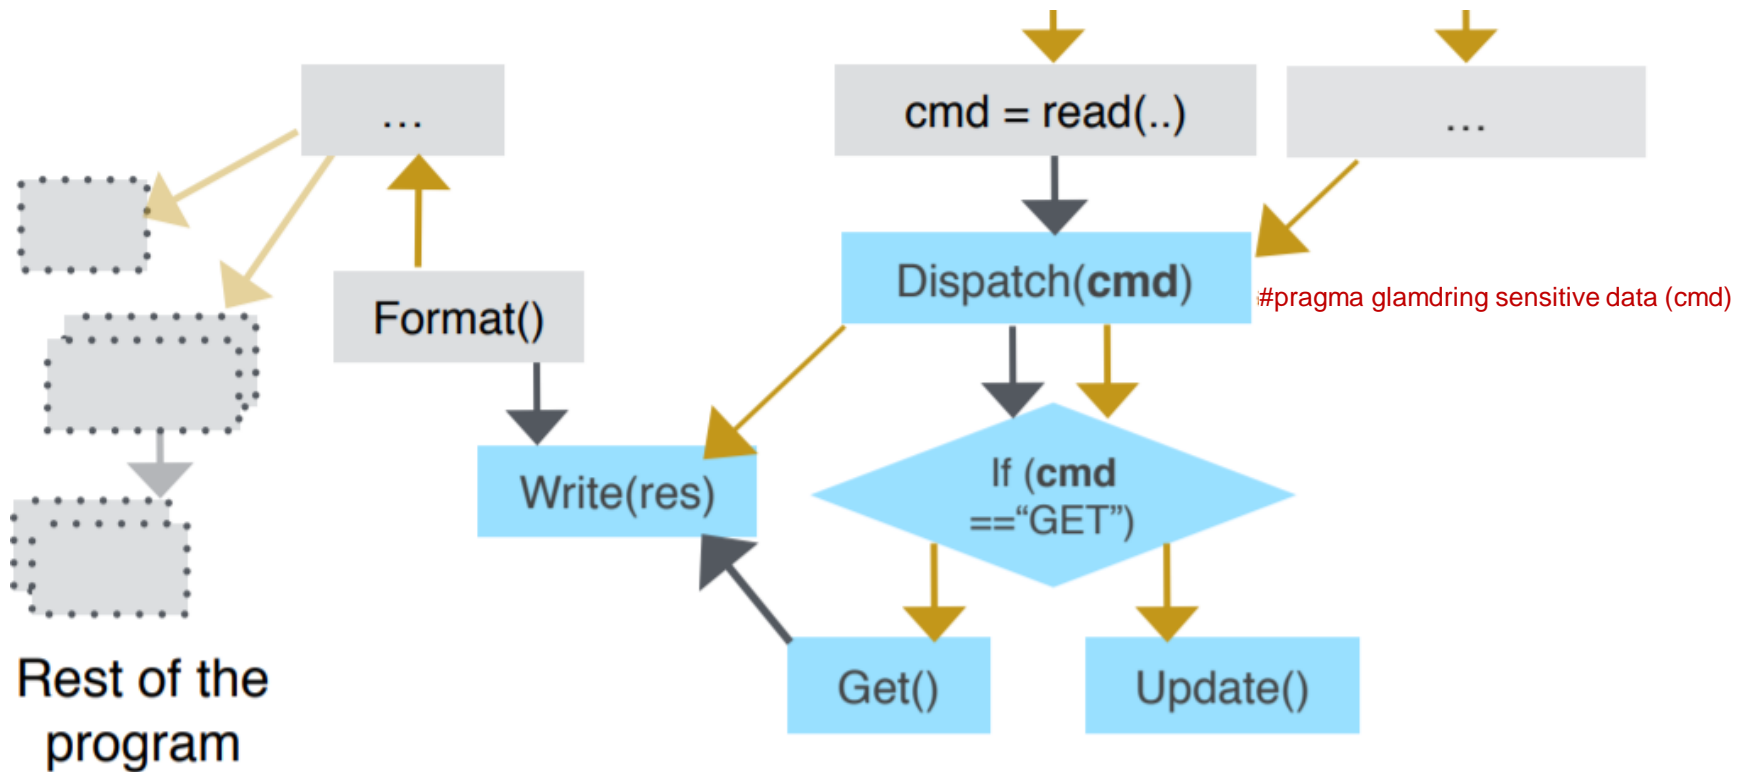 ...
cmd = read(..)
...
Dispatch(cmd)
#pragma glamdring sensitive data (cmd)
Format()
Write(res)
If (cmd
==“GET”)
Get()
Update()
Rest of the
program